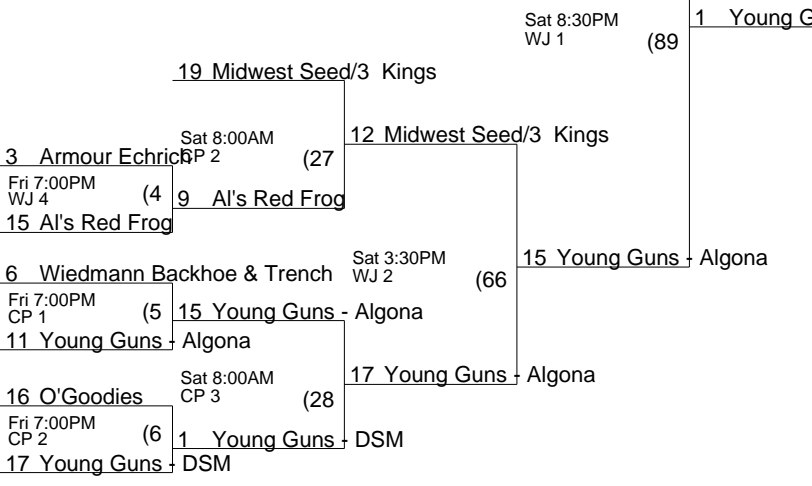 Sat 8:30PM
WJ 1
(89
1 Young G
19 Midwest Seed/3 Kings
Sat 8:00AM
CP 2
(27
12 Midwest Seed/3 Kings
3 Armour Echrich
Fri 7:00PM
WJ 4
(4
9 Al's Red Frog
15 Al's Red Frog
Sat 3:30PM
WJ 2
(66
15 Young Guns - Algona
6 Wiedmann Backhoe & Trench
Fri 7:00PM
CP 1
(5
15 Young Guns - Algona
11 Young Guns - Algona
Sat 8:00AM
CP 3
(28
17 Young Guns - Algona
16 O'Goodies
Fri 7:00PM
CP 2
(6
1 Young Guns - DSM
17 Young Guns - DSM